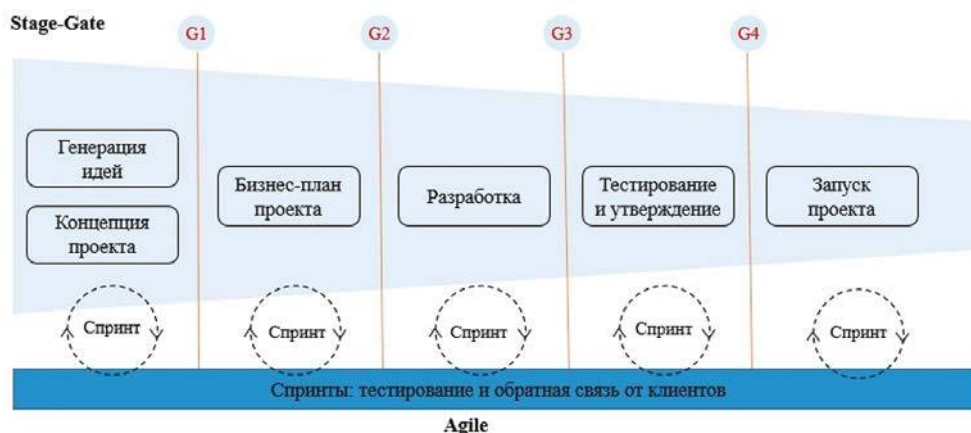 Stage-Gate
G1
G2
G3
G4
Генерация
идей
Концепция
проекта
Бизнес-план
проекта
Разработка
Тестирование
и утверждение
Запуск
проекта
Спринт
Спринт
Спринт
Спринт
Спринт
Спринты: тестирование и обратная связь от клиентов
Agile